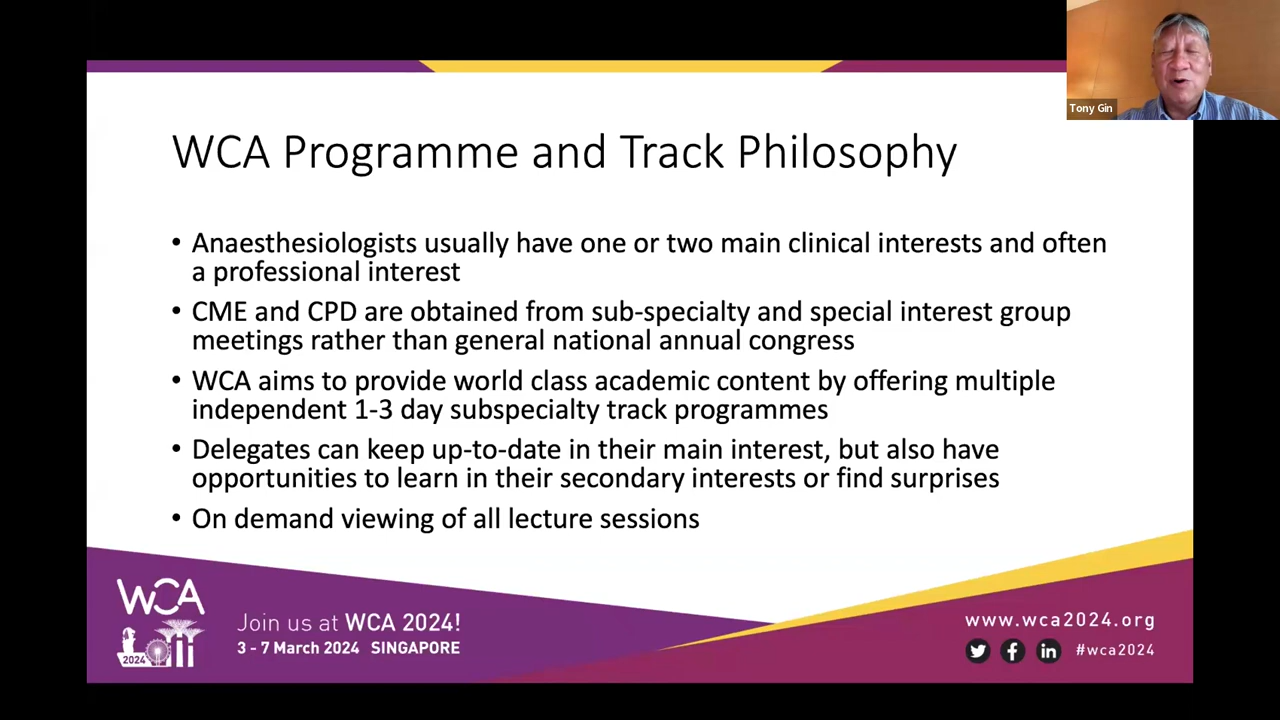 Tony Gin
WCA Programme and Track Philosophy
• Anaesthesiologists usually have one or two main clinical interests and often
a professional interest
• CME and CPD are obtained from sub-specialty and special interest group
meetings rather than general national annual congress
• WCA aims to provide world class academic content by offering multiple
independent 1-3 day subspecialty track programmes
• Delegates can keep up-to-date in their main interest, but also have
opportunities to learn in their secondary interests or find surprises
• On demand viewing of all lecture sessions
WCA
2024
Join us at WCA 2024!
3 - 7 March 2024 SINGAPORE
www.wca2024.org
#wca2024